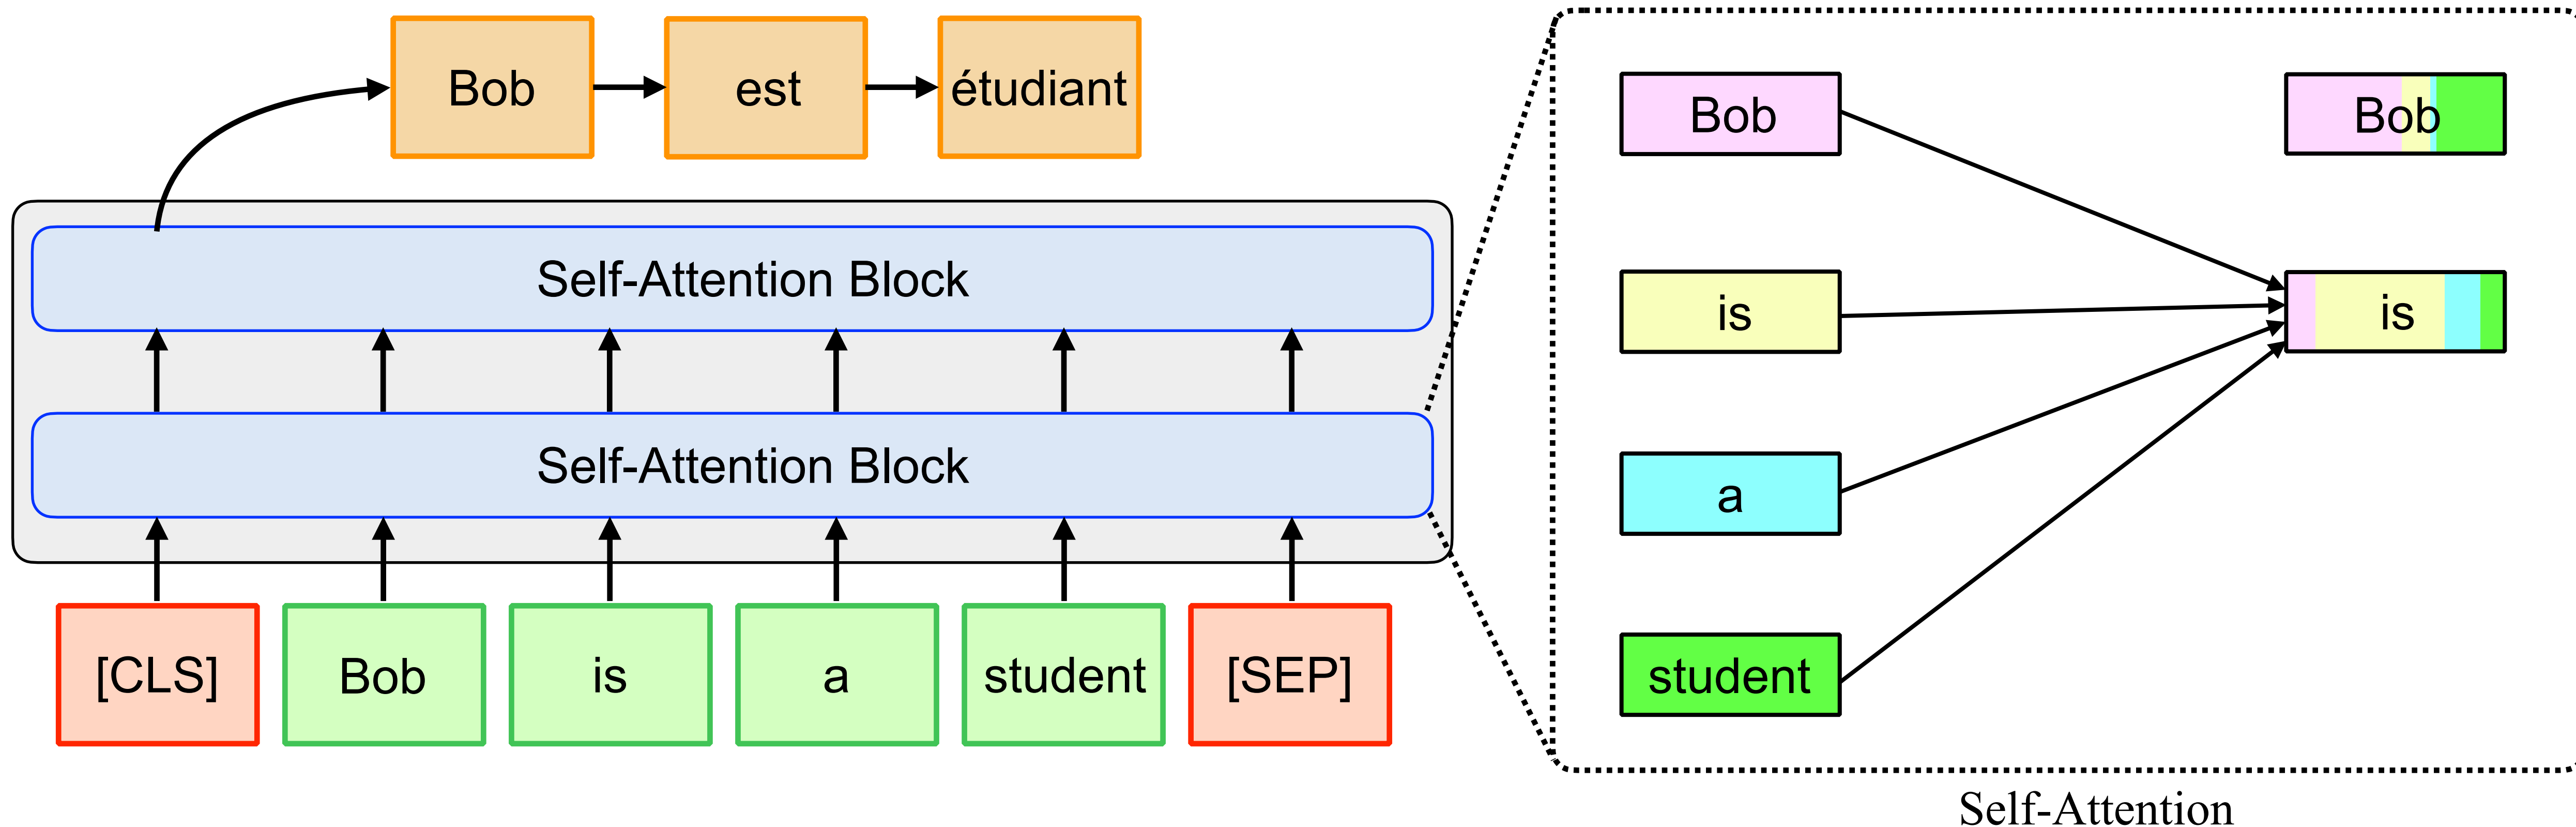 Bob est étudiant
Self-Attention Block
Self-Attention Block
[CLS] Bob is a student [SEP]
Bob Bob
is is
a
student
Self-Attention